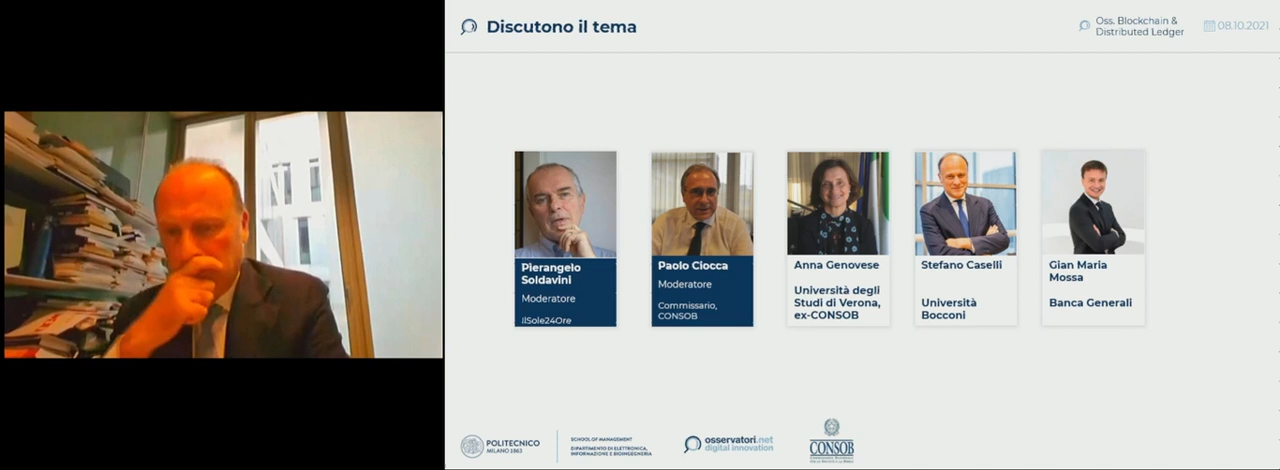 Discutono il tema
Oss. Blockchain &
Distributed Ledger
08.10.2021
Pierangelo
Soldavini
Moderatore
IlSole24Ore
Paolo Ciocca
Moderatore
Commissario,
CONSOB
Anna Genovese
Università degli
Studi di Verona,
ex-CONSOB
Stefano Caselli
Università
Bocconi
Gian Maria
Mossa
Banca Generali
POLITECNICO
MILANO 1863
SCHOOL OF MANAGEMENT
DIPARTIMENTO DI ELETTRONICA,
INFORMAZIONE E BIOINGEGNERIA
osservatori.net
digital innovation
CONSOB